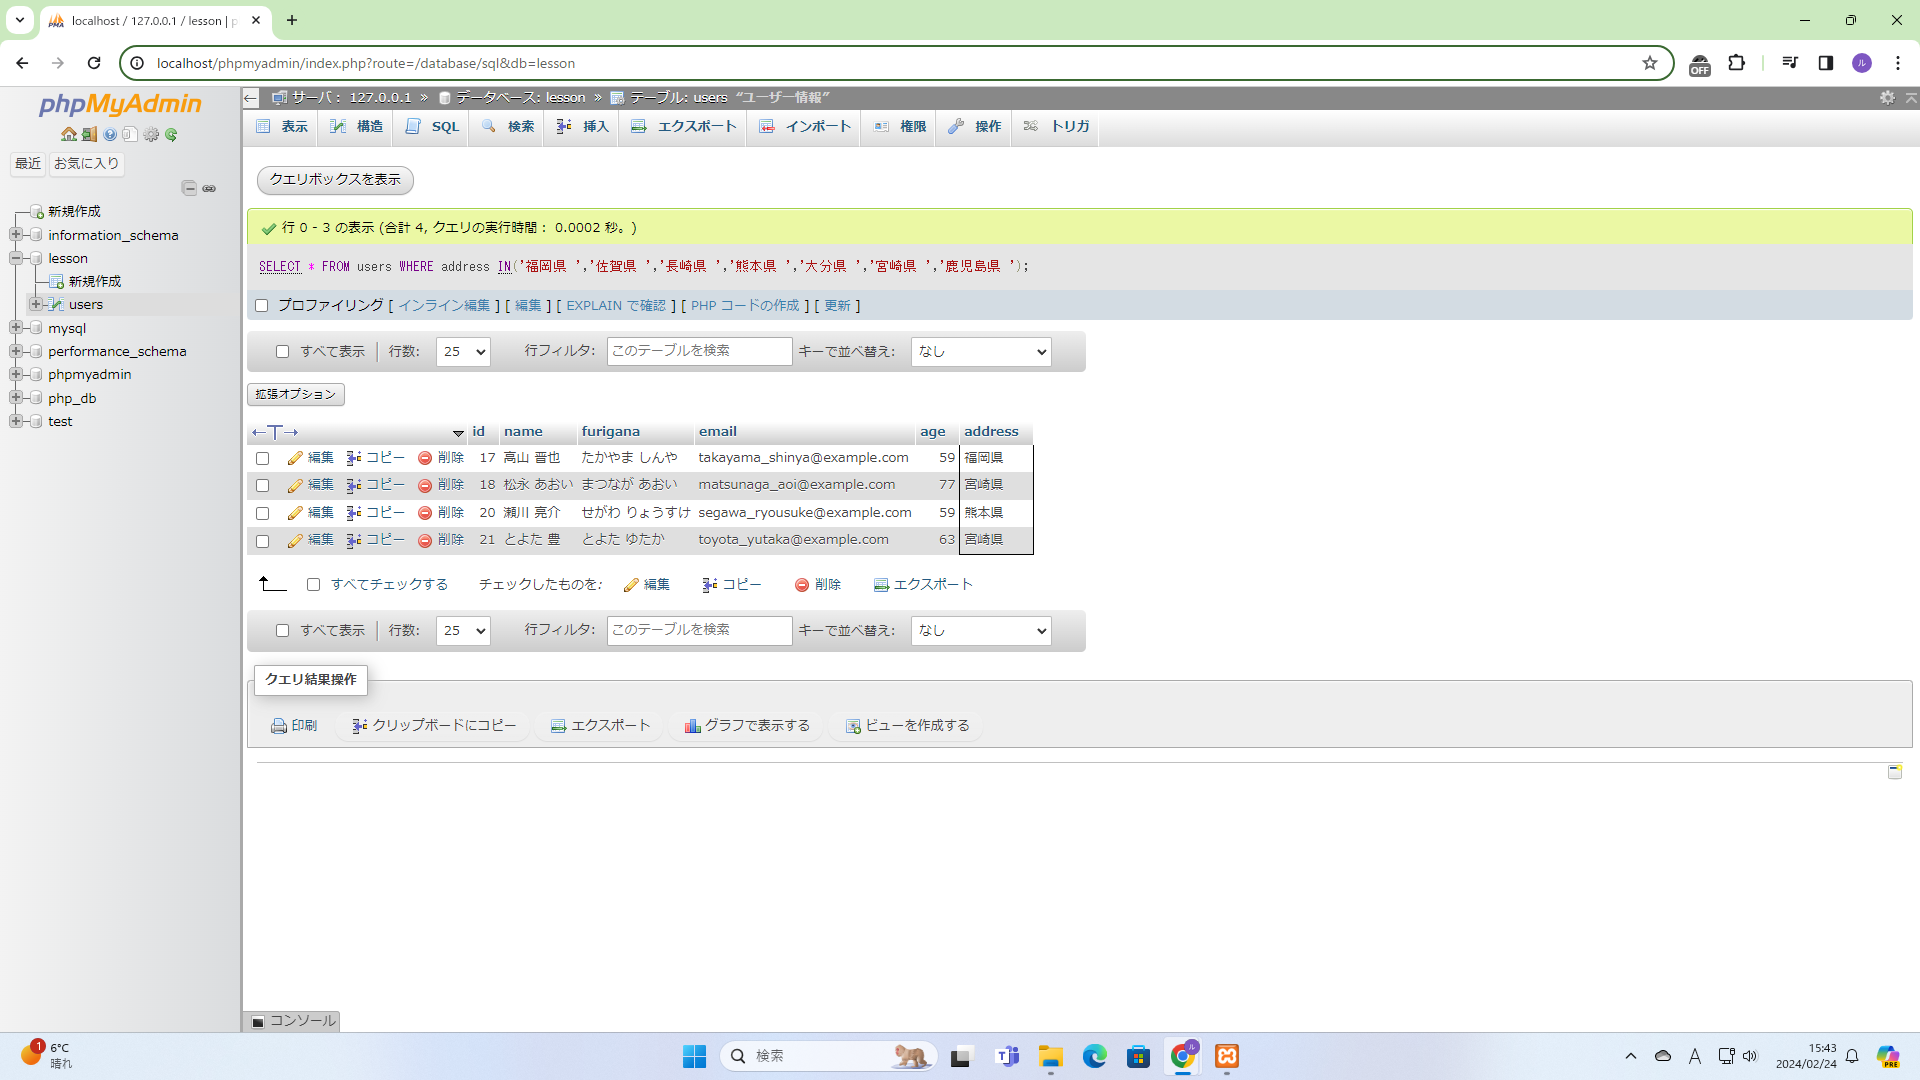 localhost / 127.0.0.1 / lesson | p
localhost/phpmyadmin/index.php?route=/database/sql&db=lesson
OFF
ル
phpMyAdmin
最近 お気に入り
新規作成
information_schema
lesson
新規作成
users
mysql
performance_schema
phpmyadmin
php_db
test
サーバ: 127.0.0.1 » データベース: lesson » テーブル: users “ユーザー情報”
表示 構造 SQL 検索 挿入 エクスポート インポート 権限 操作 トリガ
クエリボックスを表示
行 0 - 3 の表示 (合計 4, クエリの実行時間: 0.0002 秒。)
SELECT * FROM users WHERE address IN('福岡県 ','佐賀県 ','長崎県 ','熊本県 ','大分県 ','宮崎県 ','鹿児島県 ');
プロファイリング [ インライン編集 ] [ 編集 ] [ EXPLAIN で確認 ] [ PHP コードの作成 ] [ 更新 ]
すべて表示 行数: 25 行フィルタ: このテーブルを検索 キーで並べ替え: なし
拡張オプション
←T→ id name furigana email age address
編集 コピー 削除 17 高山 晋也 たかやま しんや takayama_shinya@example.com 59 福岡県
編集 コピー 削除 18 松永 あおい まつなが あおい matsunaga_aoi@example.com 77 宮崎県
編集 コピー 削除 20 瀬川 亮介 せがわ りょうすけ segawa_ryousuke@example.com 59 熊本県
編集 コピー 削除 21 とよた 豊 とよた ゆたか toyota_yutaka@example.com 63 宮崎県
すべてチェックする チェックしたものを: 編集 コピー 削除 エクスポート
すべて表示 行数: 25 行フィルタ: このテーブルを検索 キーで並べ替え: なし
クエリ結果操作
印刷 クリップボードにコピー エクスポート グラフで表示する ビューを作成する
コンソール
1
6°C
晴れ
検索
A
15:43
2024/02/24
PRE